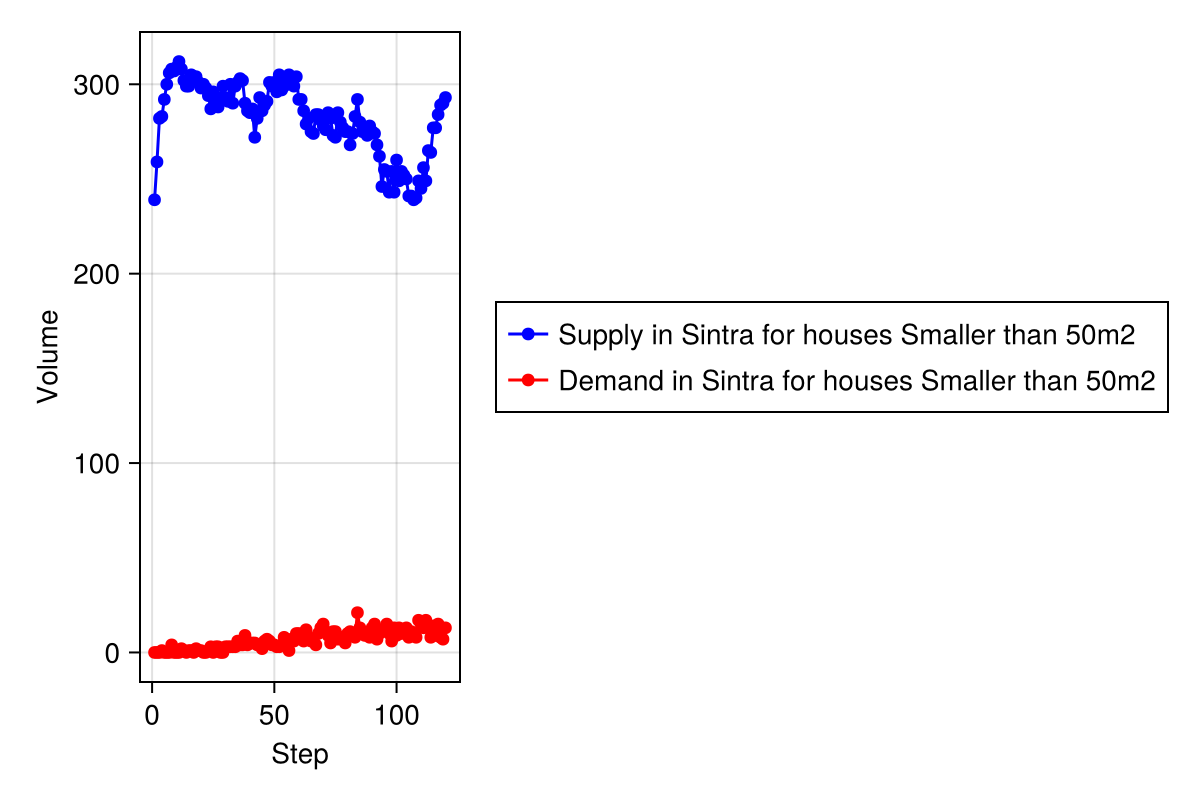 Volume
300
200
100
0
0 50 100
Step
Supply in Sintra for houses Smaller than 50m2
Demand in Sintra for houses Smaller than 50m2